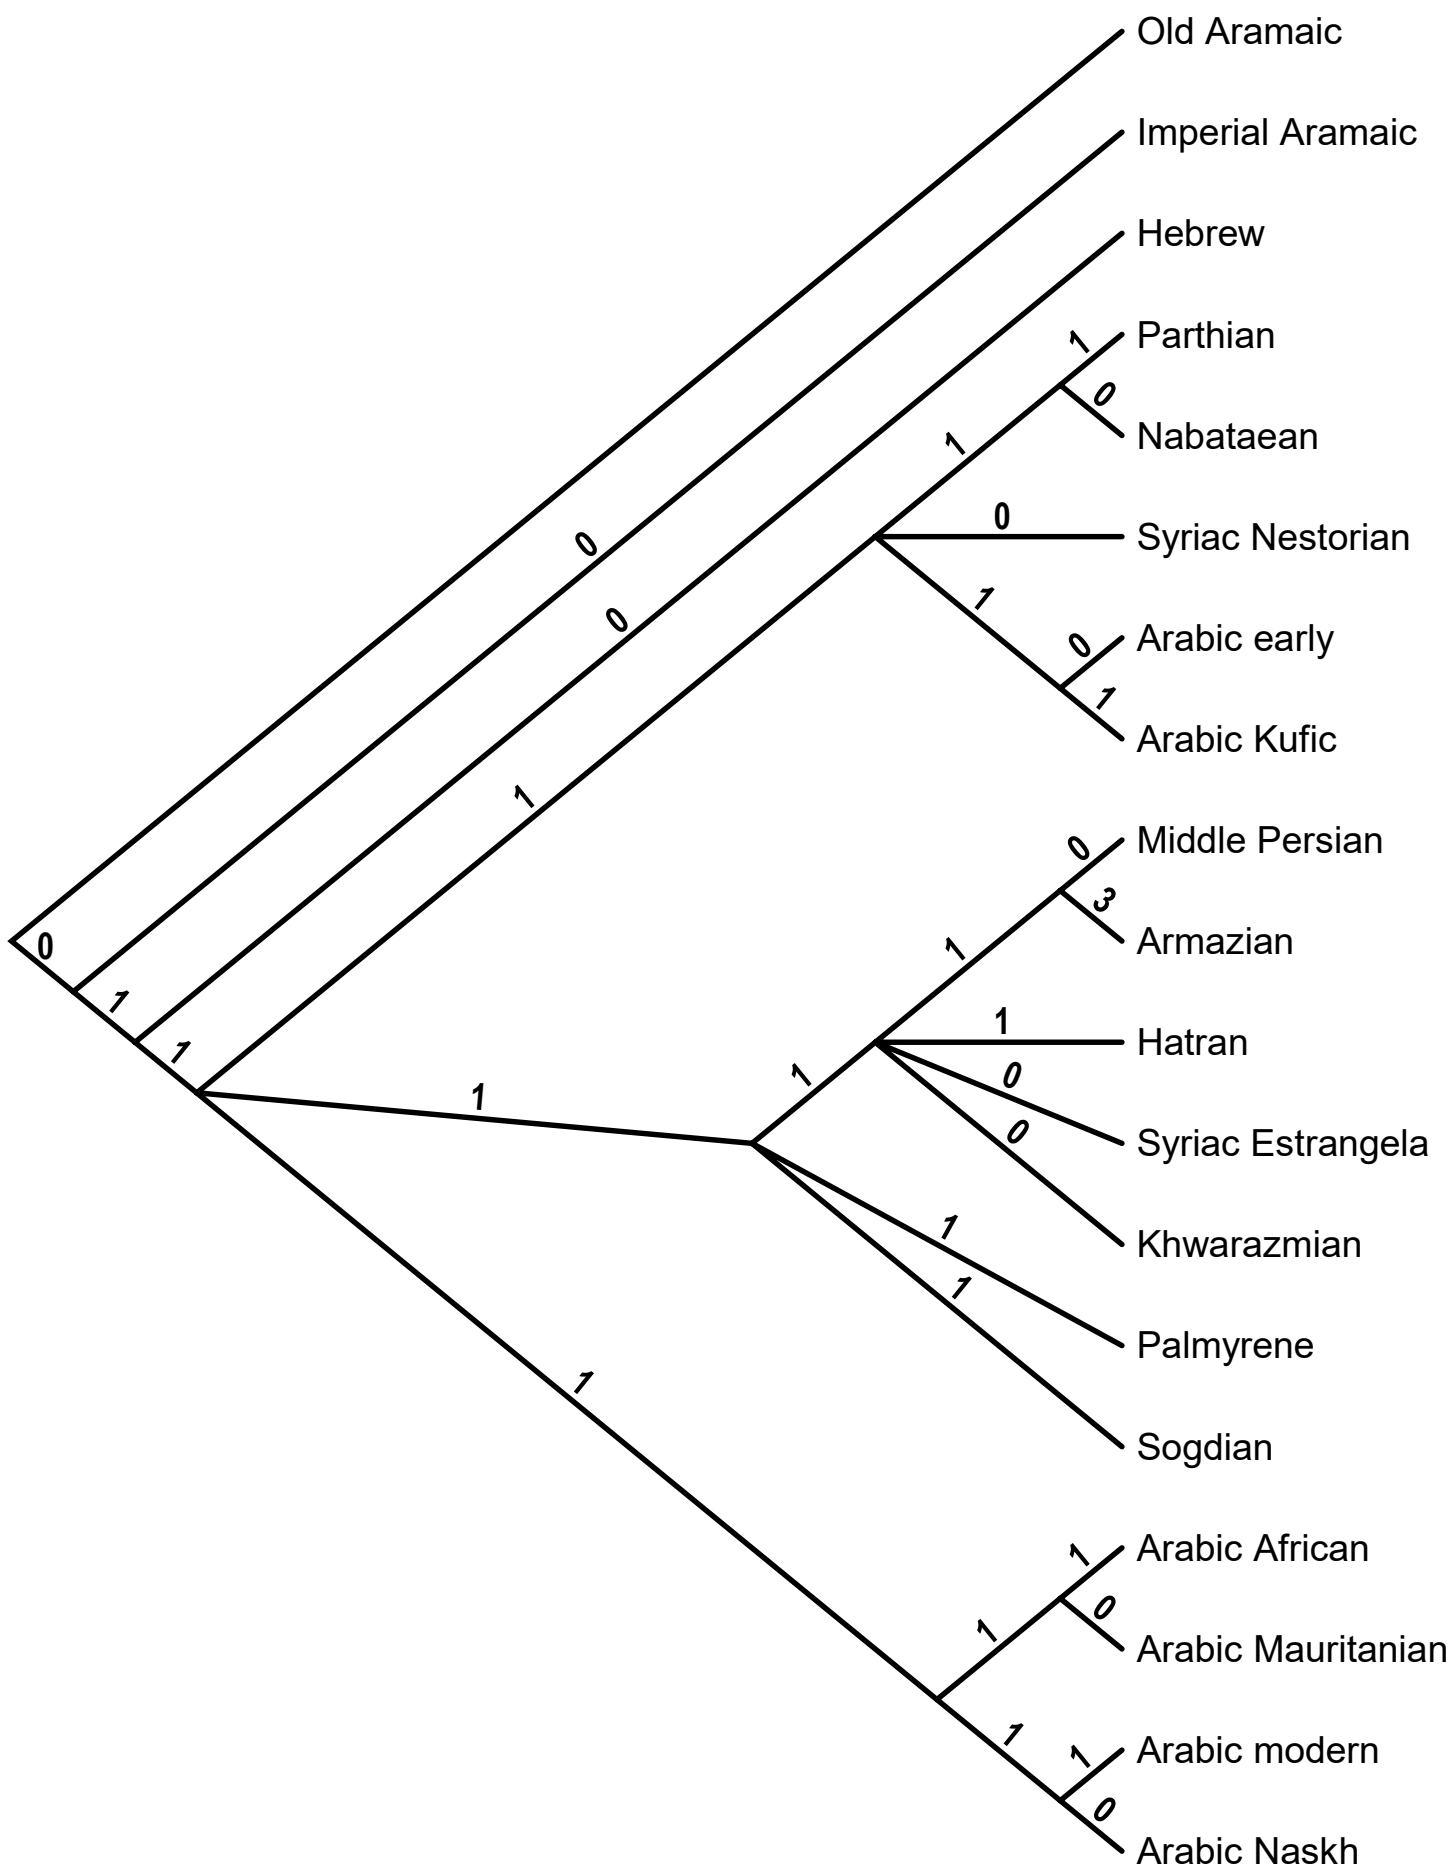 Old Aramaic
Imperial Aramaic
Hebrew
1 Parthian
0
Nabataean
1
0
Syriac Nestorian
0
1
0
0 Arabic early
1
Arabic Kufic
1
0 Middle Persian
3
0
1
Armazian
1
1
Hatran
1
1
0
1
Syriac Estrangela
0
1
Khwarazmian
1
Palmyrene
1
1
Sogdian
1 Arabic African
0
1
Arabic Mauritanian
1
1 Arabic modern
0
Arabic Naskh